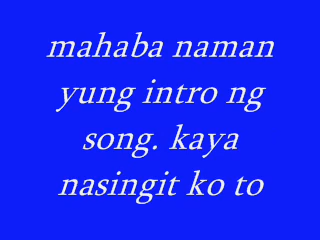 mahaba naman
yung intro ng
song. kaya
nasingit ko to